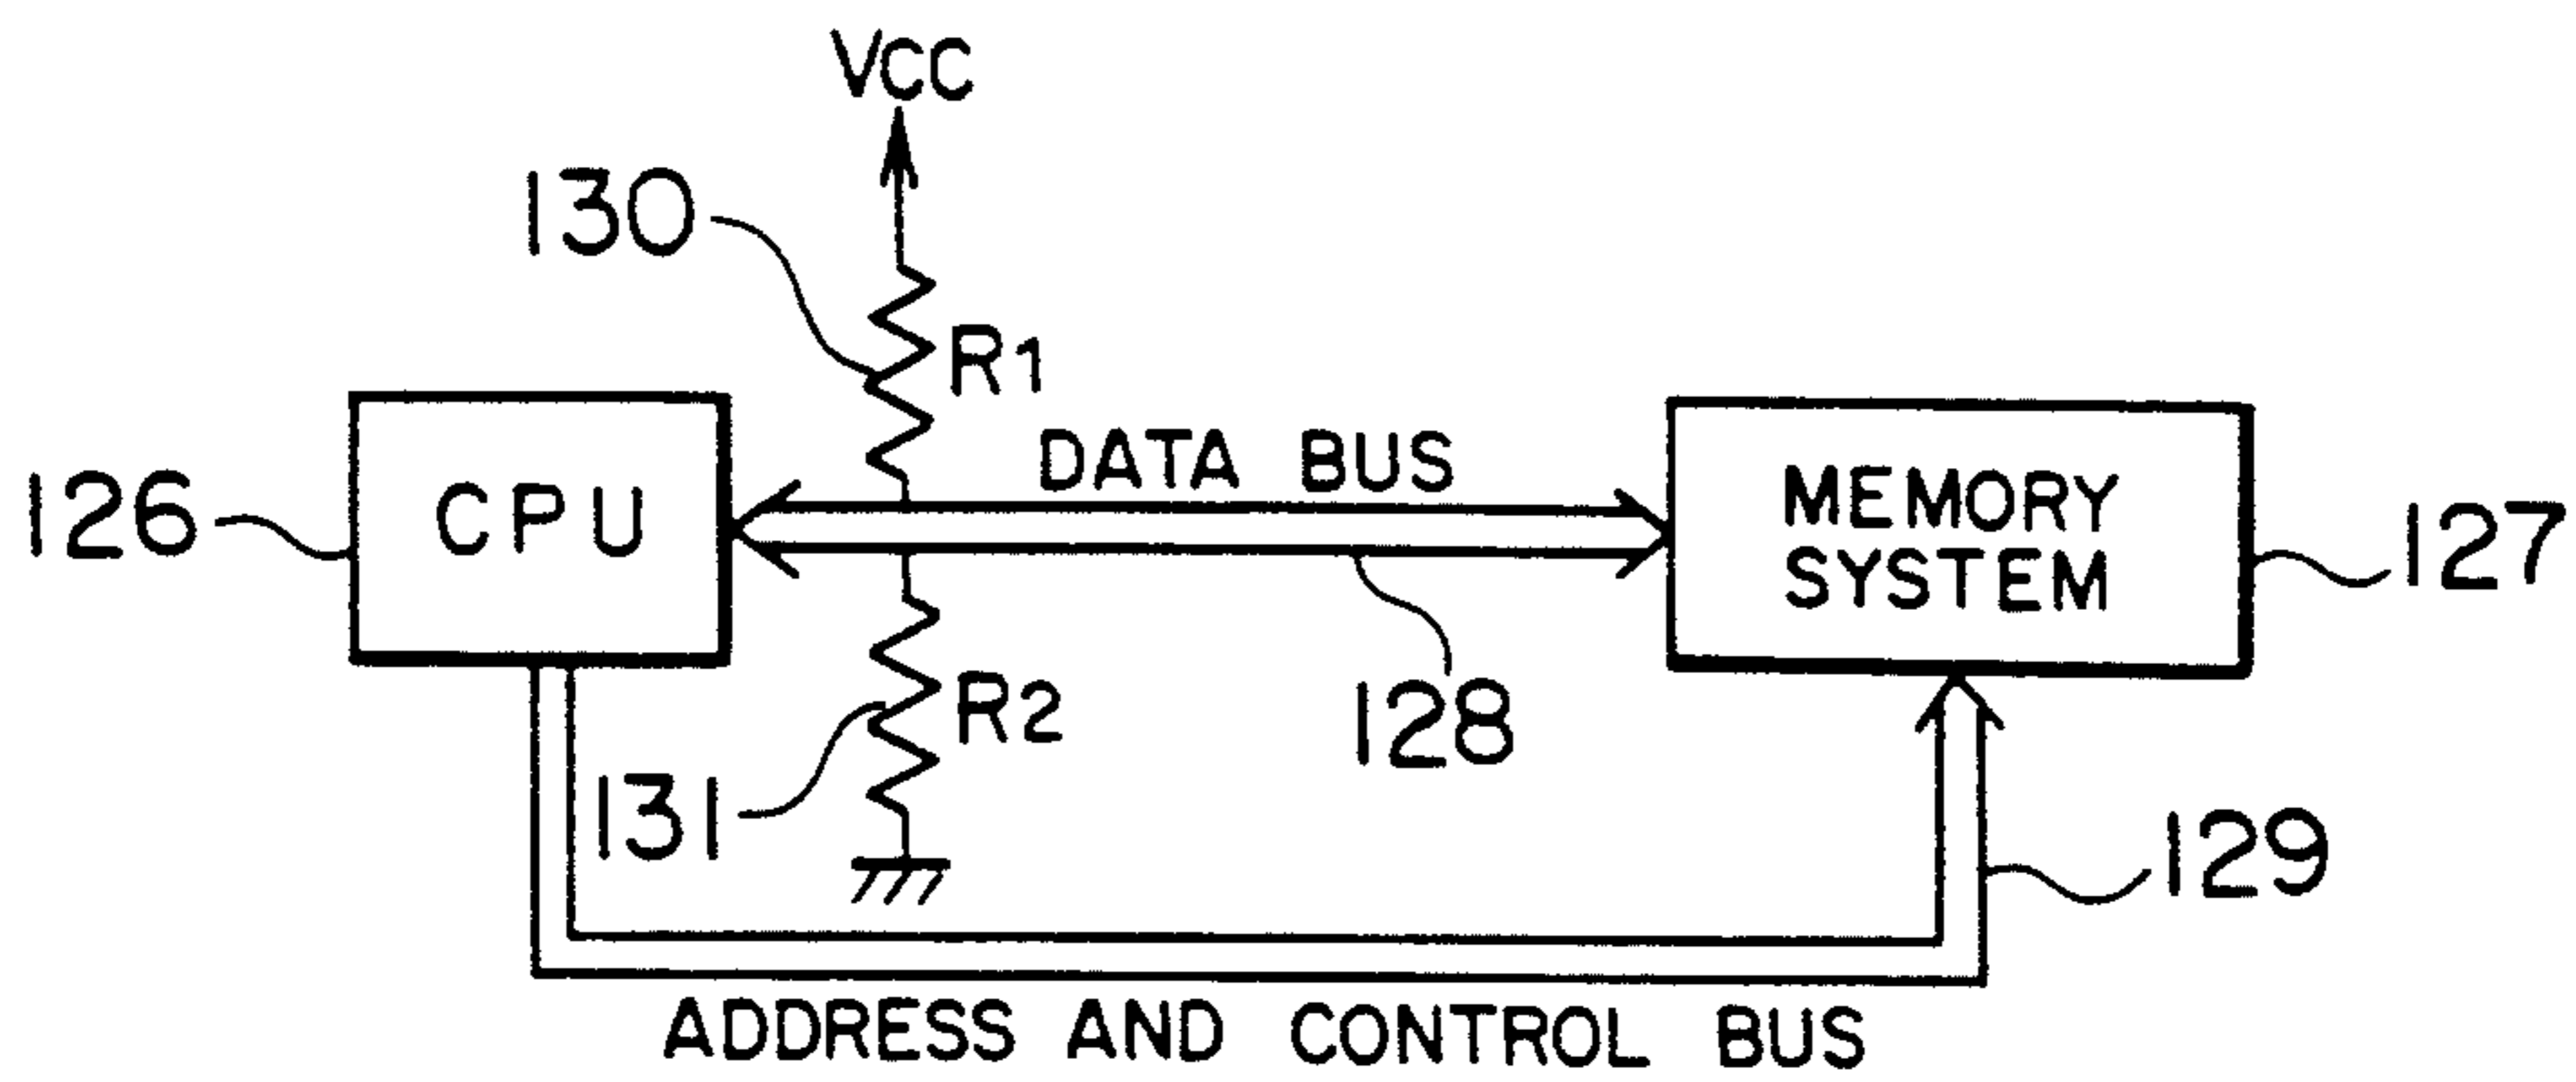 VCC
130
R1
DATA BUS
126
CPU
MEMORY
SYSTEM
127
R2
128
131
129
ADDRESS AND CONTROL BUS